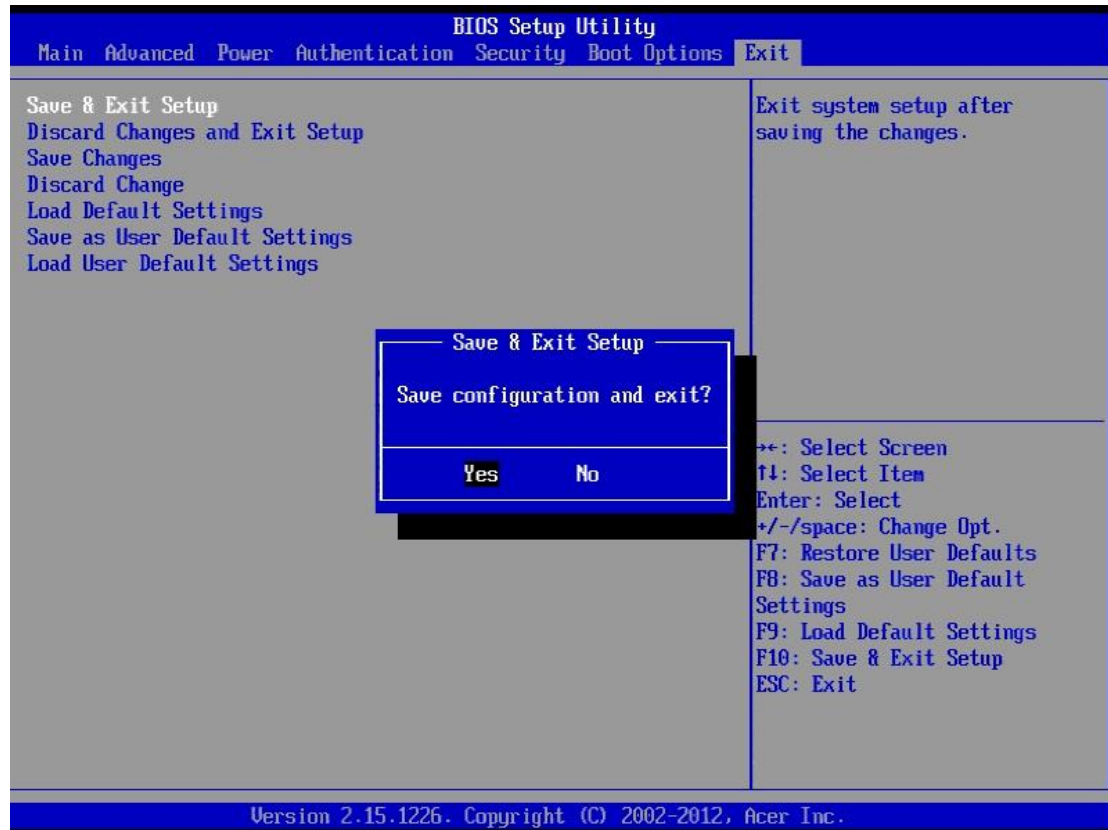 BIOS Setup Utility
Main Advanced Power Authentication Security Boot Options Exit
Save & Exit Setup
Discard Changes and Exit Setup
Save Changes
Discard Change
Load Default Settings
Save as User Default Settings
Load User Default Settings
Exit system setup after
saving the changes.
Save & Exit Setup
Save configuration and exit?
Yes No
→←: Select Screen
↑↓: Select Item
Enter: Select
+/-/space: Change Opt.
F7: Restore User Defaults
F8: Save as User Default
Settings
F9: Load Default Settings
F10: Save & Exit Setup
ESC: Exit
Version 2.15.1226. Copyright (C) 2002-2012, Acer Inc.